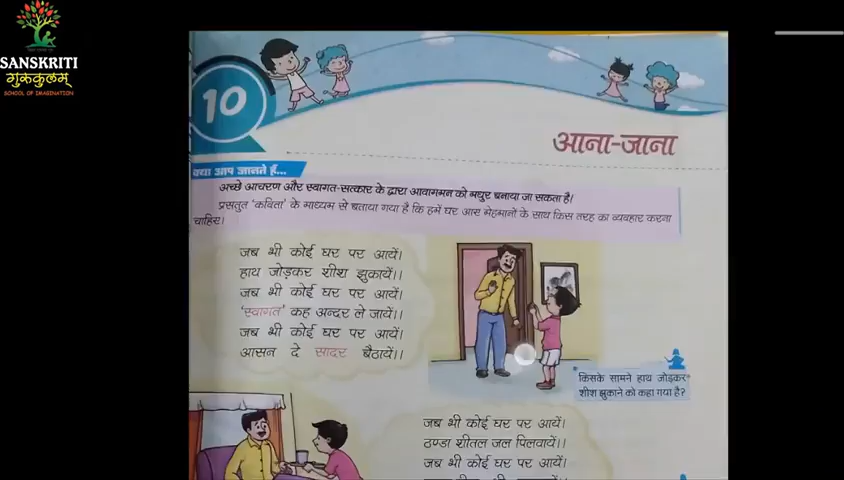 SANSKRITI
गुरुकुलम्
SCHOOL OF IMAGINATION
10
आना-जाना
क्या आप जानते हैं...
अच्छे आचरण और स्वागत-सत्कार के द्वारा आवागमन को मधुर बनाया जा सकता है।
प्रस्तुत 'कविता' के माध्यम से बताया गया है कि हमें घर आए मेहमानों के साथ किस तरह का व्यवहार करना
चाहिए।
जब भी कोई घर पर आयें।
हाथ जोड़कर शीश झुकायें।।
जब भी कोई घर पर आयें।
'स्वागत' कह अन्दर ले जायें।।
जब भी कोई घर पर आयें।
आसन दे सादर बैठायें।।
किसके सामने हाथ जोड़कर
शीश झुकाने को कहा गया है?
जब भी कोई घर पर आयें।
ठण्डा शीतल जल पिलवायें।।
जब भी कोई घर पर आयें।